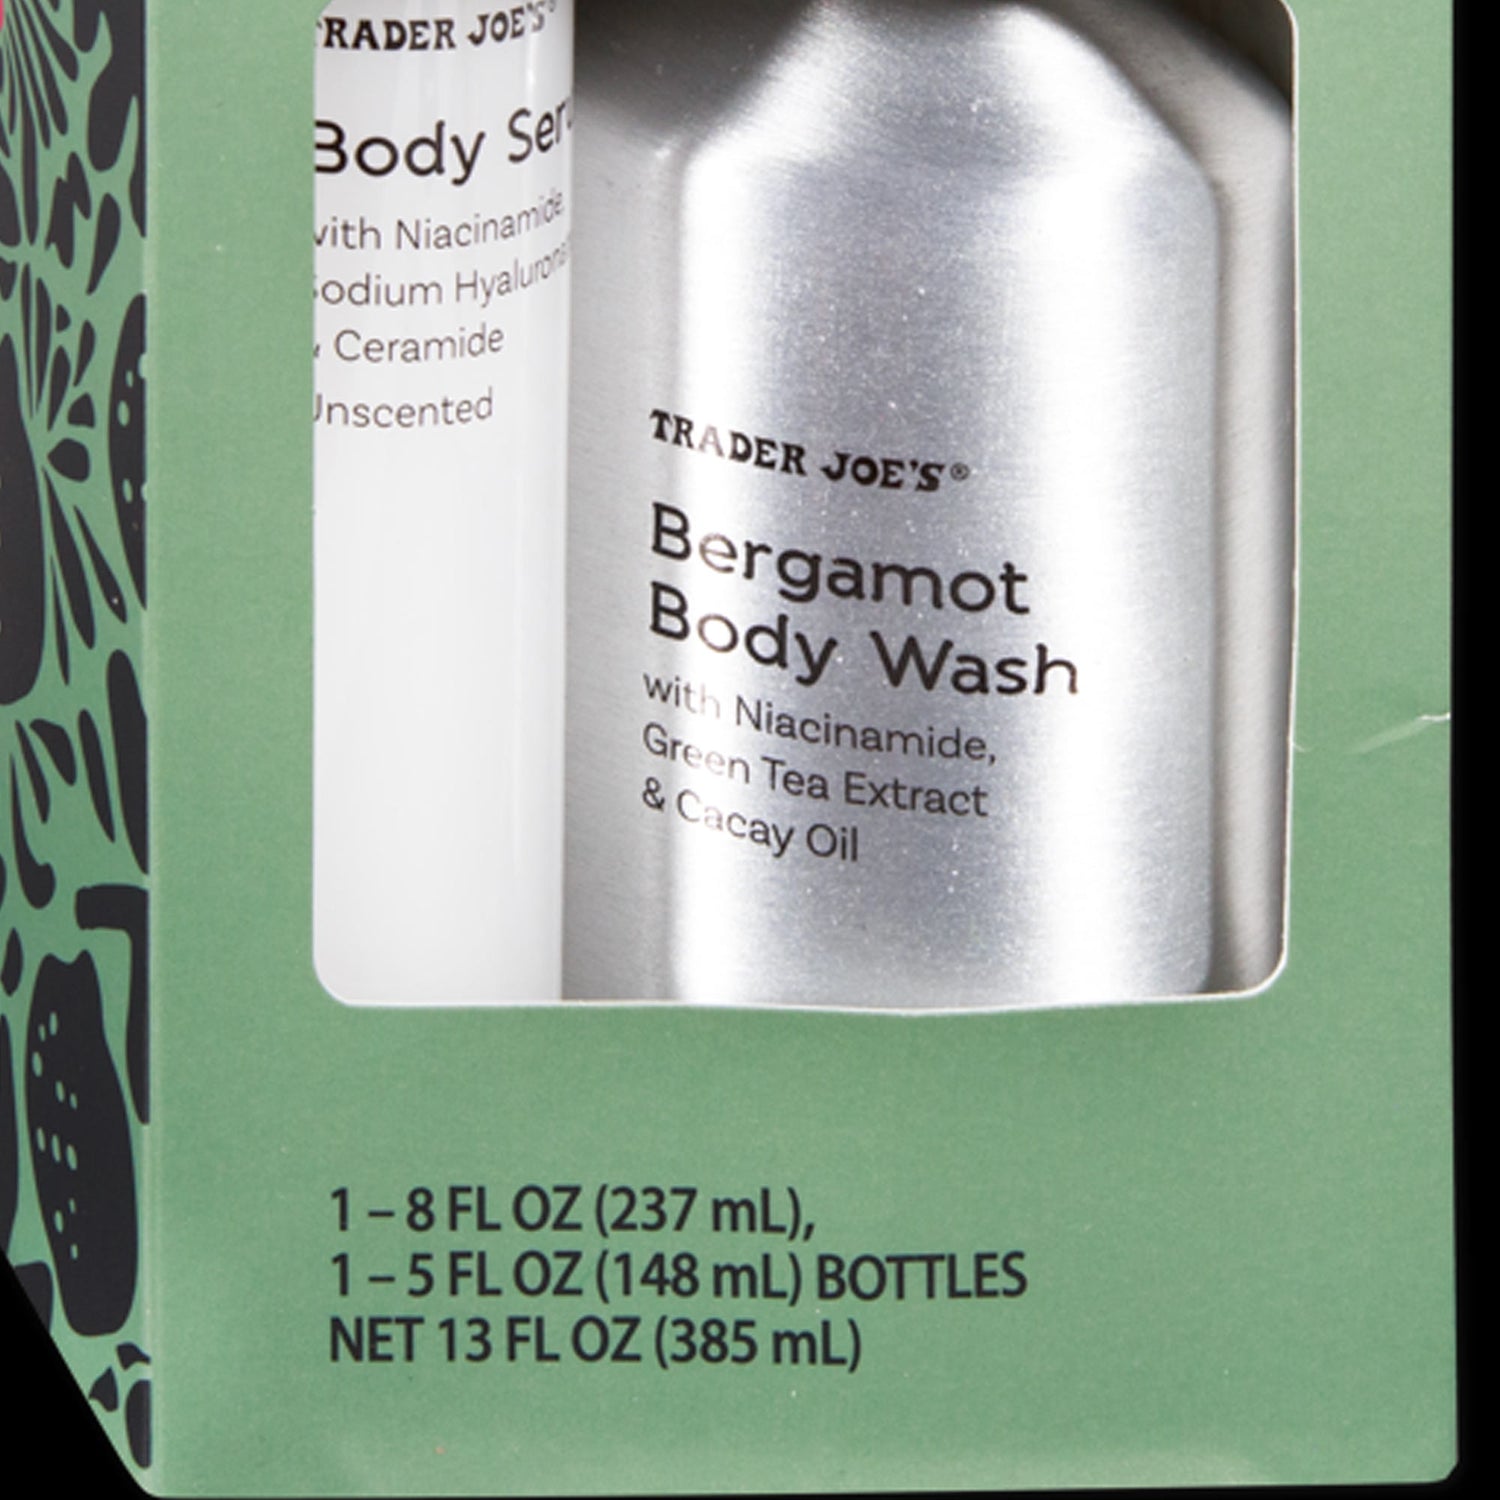 TRADER JOE'S®
Body
with Niacinamide,
Sodium
& Ceramide
Unscented
TRADER JOE'S®
Bergamot
Body Wash
with Niacinamide,
Green Tea Extract
& Cacay Oil
1 – 8 FL OZ (237 mL),
1 – 5 FL OZ (148 mL) BOTTLES
NET 13 FL OZ (385 mL)